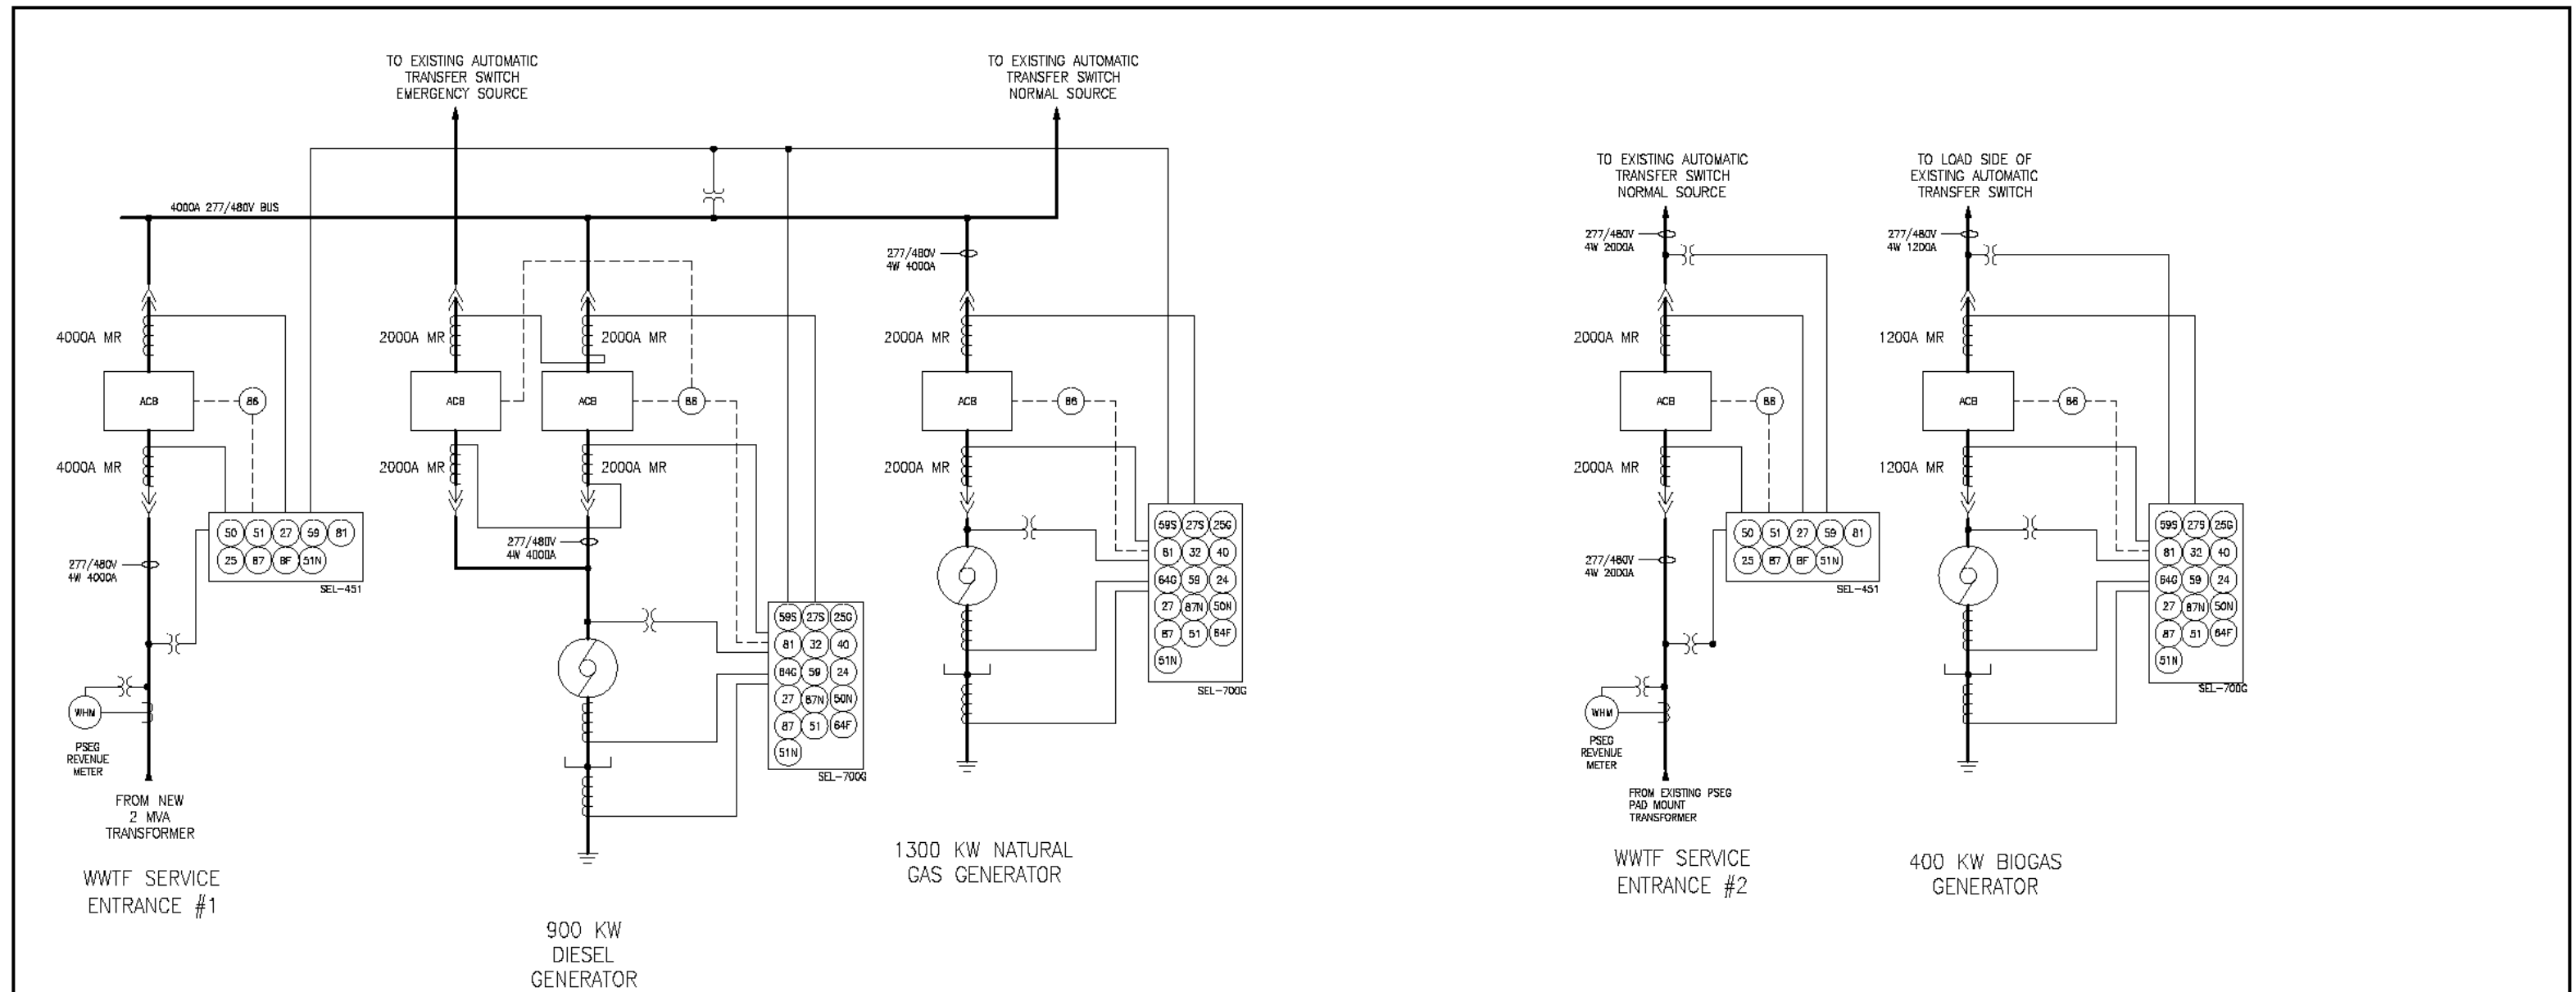 TO EXISTING AUTOMATIC
TRANSFER SWITCH
EMERGENCY SOURCE
TO EXISTING AUTOMATIC
TRANSFER SWITCH
NORMAL SOURCE
TO EXISTING AUTOMATIC
TRANSFER SWITCH
NORMAL SOURCE
TO LOAD SIDE OF
EXISTING AUTOMATIC
TRANSFER SWITCH
4000A 277/480V BUS
4000A MR
ACB
86
4000A MR
50 51 27 59 81
25 87 BF 51N
SEL-451
277/480V
4W 4000A
WHM
PSEG
REVENUE
METER
FROM NEW
2 MVA
TRANSFORMER
WWTF SERVICE
ENTRANCE #1
2000A MR
2000A MR
ACB
ACB
86
2000A MR
2000A MR
277/480V
4W 4000A
59S 27S 25G
81 32 40
64G 59 24
27 87N 50N
87 51 64F
51N
SEL-700G
900 KW
DIESEL
GENERATOR
277/480V
4W 4000A
2000A MR
ACB
86
2000A MR
59S 27S 25G
81 32 40
64G 59 24
27 87N 50N
87 51 64F
51N
SEL-700G
1300 KW NATURAL
GAS GENERATOR
277/480V
4W 2000A
2000A MR
ACB
86
2000A MR
50 51 27 59 81
25 87 BF 51N
SEL-451
277/480V
4W 2000A
WHM
PSEG
REVENUE
METER
FROM EXISTING PSEG
PAD MOUNT
TRANSFORMER
WWTF SERVICE
ENTRANCE #2
277/480V
4W 1200A
1200A MR
ACB
86
1200A MR
59S 27S 25G
81 32 40
64G 59 24
27 87N 50N
87 51 64F
51N
SEL-700G
400 KW BIOGAS
GENERATOR